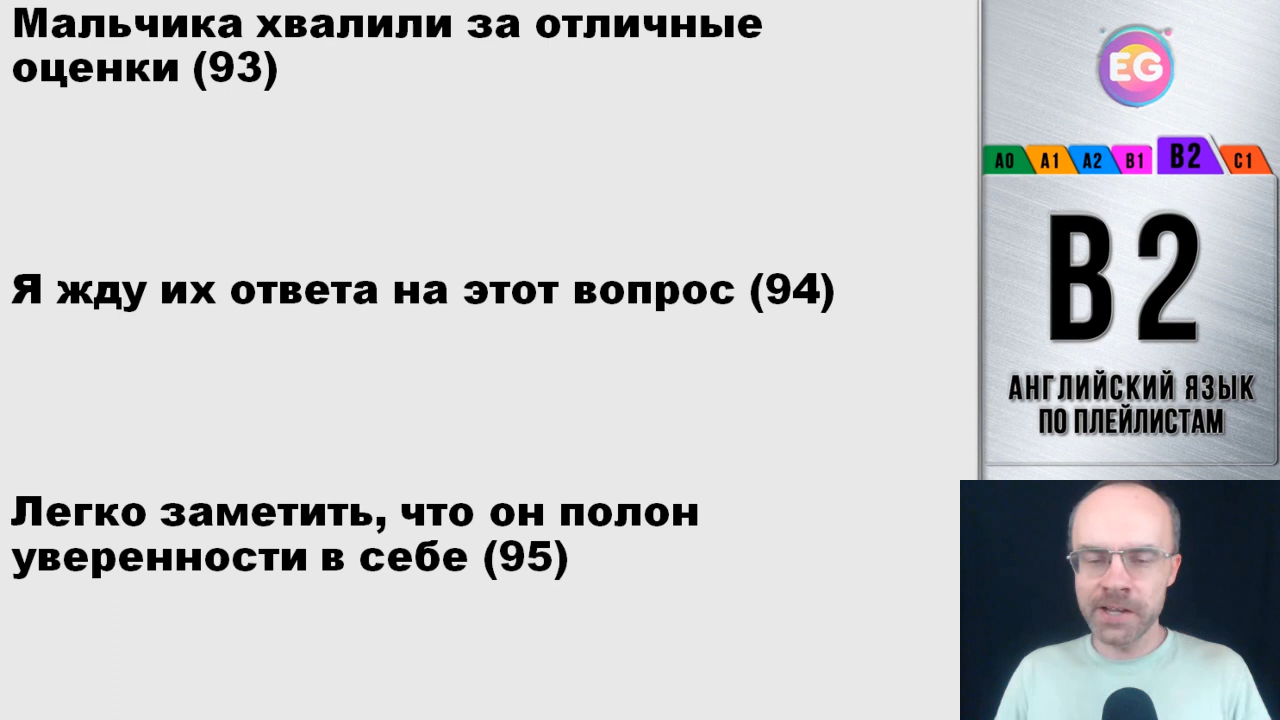 Мальчика хвалили за отличные
оценки (93)
Я жду их ответа на этот вопрос (94)
Легко заметить, что он полон
уверенности в себе (95)
EG
A0 A1 A2 B1 B2 C1
B2
АНГЛИЙСКИЙ ЯЗЫК
ПО ПЛЕЙЛИСТАМ